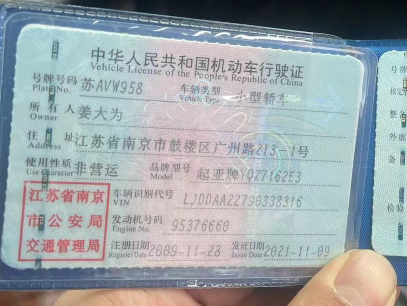 中华人民共和国机动车行驶证
Vehicle License of the People's Republic of China
号牌号码 苏AVW958 车辆类型 小型轿车
Plate No. Vehicle Type
所有人 姜大为
Owner
住址 江苏省南京市鼓楼区广州路213 1号
Address
使用性质 非营运 品牌型号 起亚牌YQZ7162E3
Use Character Model
江苏省南京 车辆识别代号 LJDDAA22790338316
VIN
市公安局 发动机号码 95376660
Engine No.
交通管理局 注册日期 2009-11-28 发证日期 2021-11-09
Register Date Issue Date